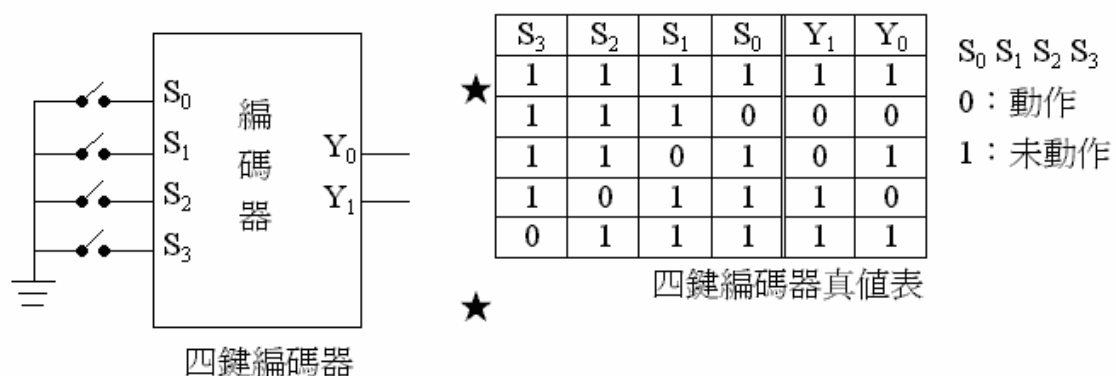 S₀
S₁
S₂
S₃
編
碼
器
Y₀
Y₁
四鍵編碼器
★
★
S₃ S₂ S₁ S₀ Y₁ Y₀
1 1 1 1 1 1
1 1 1 0 0 0
1 1 0 1 0 1
1 0 1 1 1 0
0 1 1 1 1 1
四鍵編碼器真值表
S₀ S₁ S₂ S₃
0：動作
1：未動作